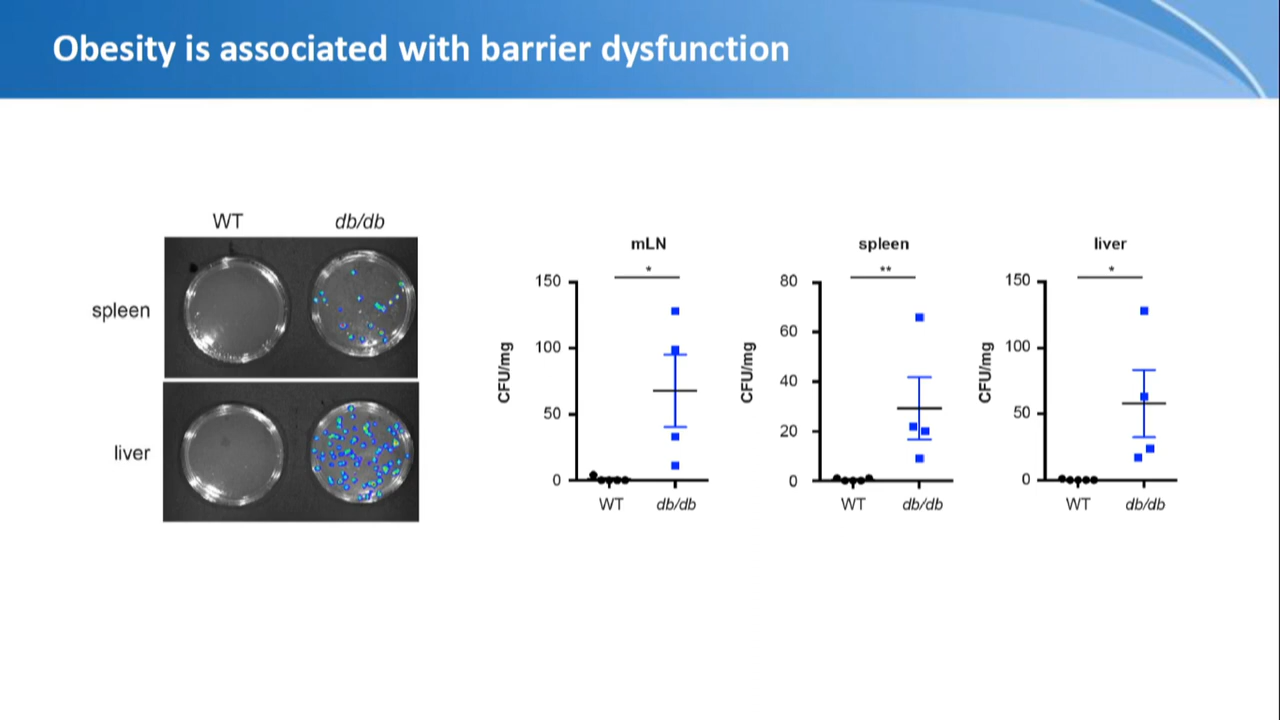 Obesity is associated with barrier dysfunction
WT db/db
spleen
liver
mLN
*
150
100
50
0
CFU/mg
WT db/db
spleen
**
80
60
40
20
0
CFU/mg
WT db/db
liver
*
150
100
50
0
CFU/mg
WT db/db